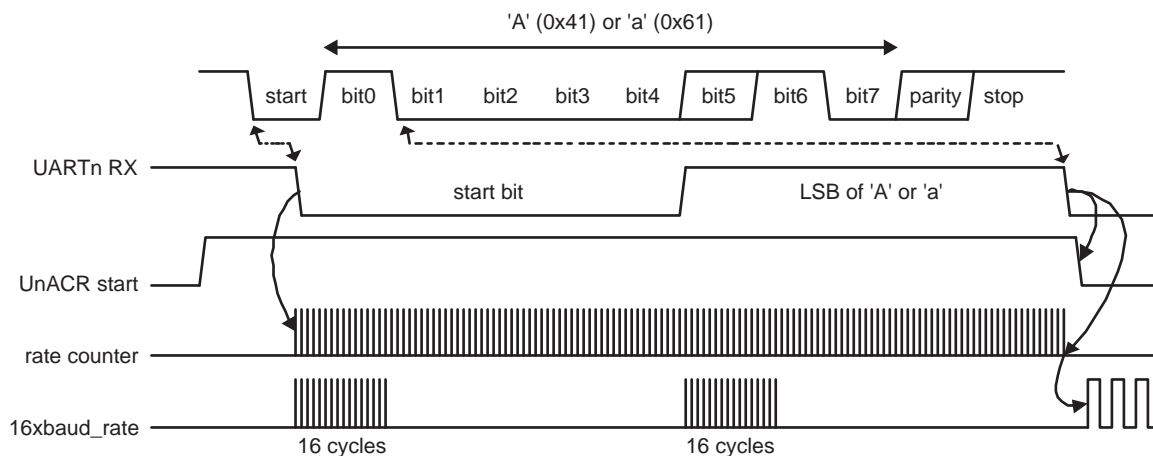 'A' (0x41) or 'a' (0x61)
start bit0 bit1 bit2 bit3 bit4 bit5 bit6 bit7 parity stop
UARTn RX
start bit
LSB of 'A' or 'a'
UnACR start
rate counter
16xbaud_rate
16 cycles
16 cycles